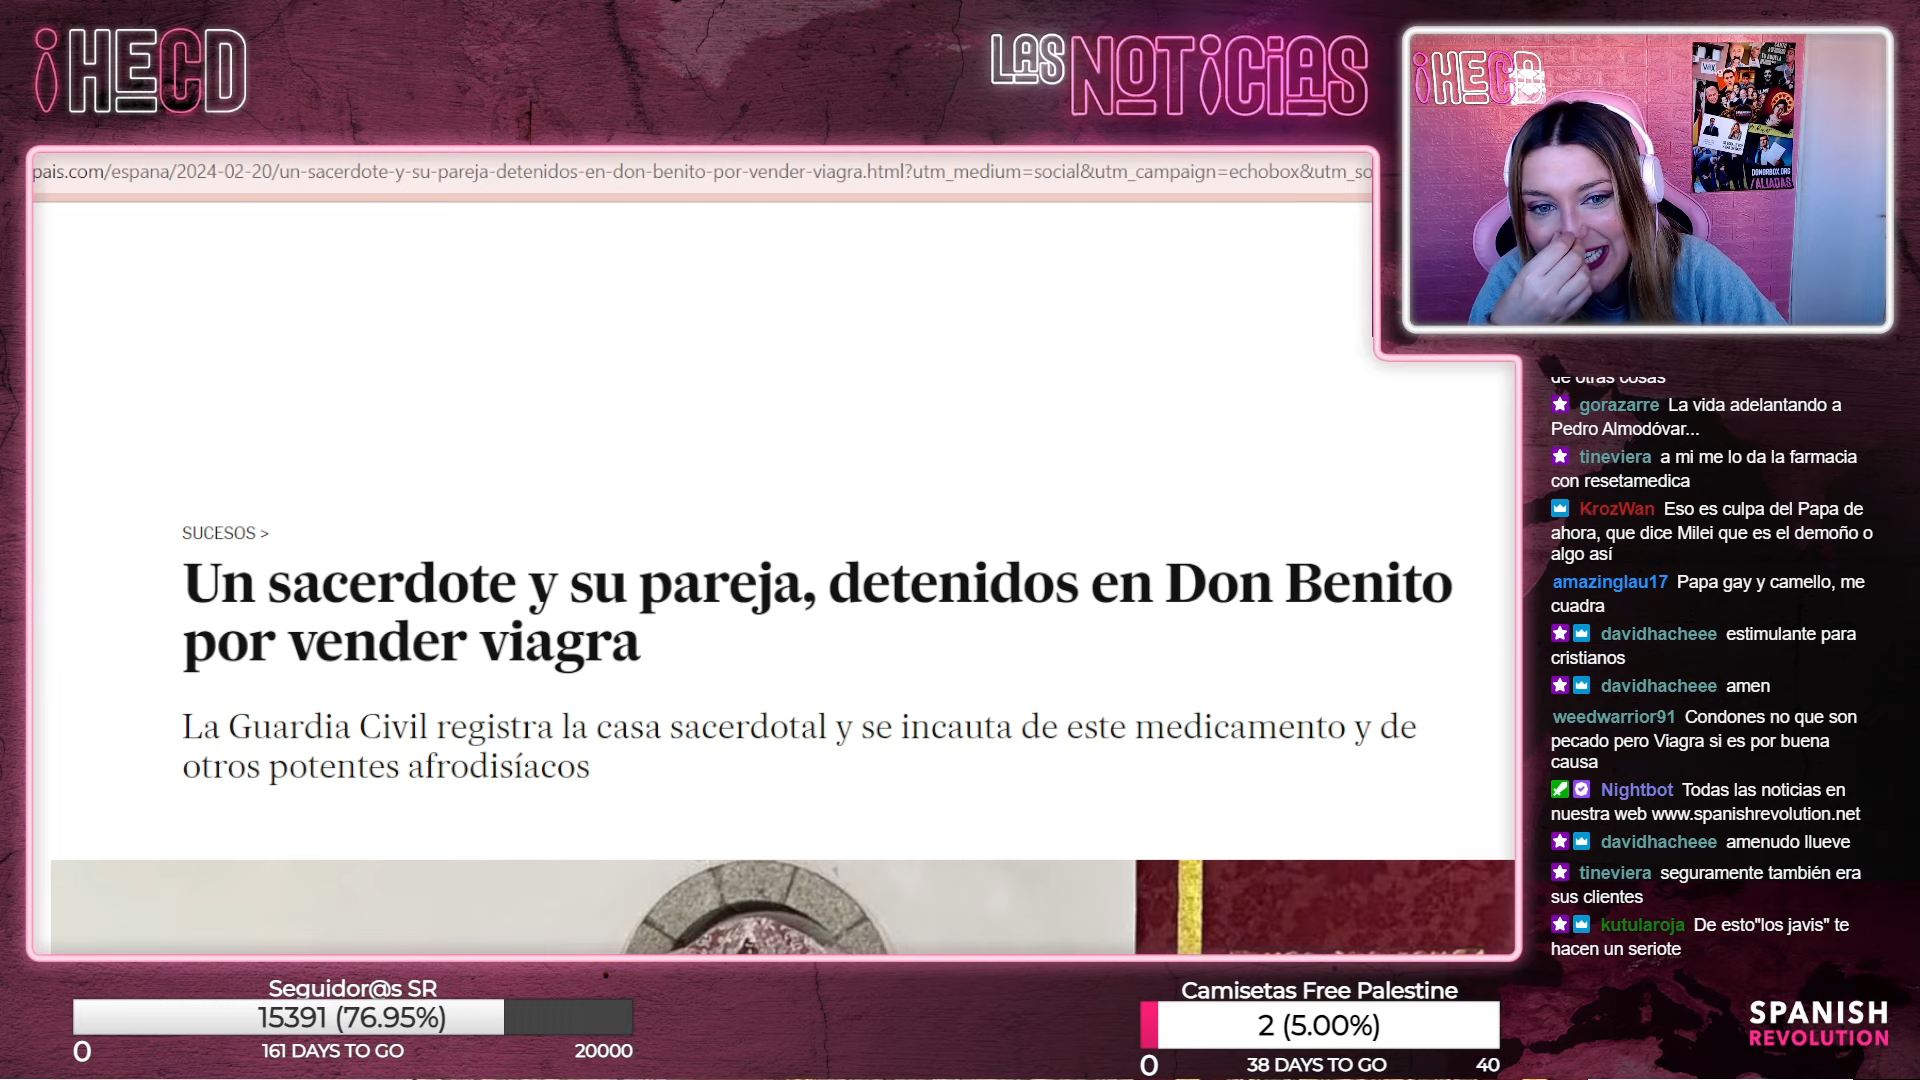 ¡HECD
LAS NOTiCiAS
¡HECD
DONORBOX.ORG
/ALIADAS
pais.com/espana/2024-02-20/un-sacerdote-y-su-pareja-detenidos-en-don-benito-por-vender-viagra.html?utm_medium=social&utm_campaign=echobox&utm_so
SUCESOS >
Un sacerdote y su pareja, detenidos en Don Benito
por vender viagra
La Guardia Civil registra la casa sacerdotal y se incauta de este medicamento y de
otros potentes afrodisíacos
de otras cosas
gorazarre La vida adelantando a
Pedro Almodóvar...
tineviera a mi me lo da la farmacia
con resetamedica
KrozWan Eso es culpa del Papa de
ahora, que dice Milei que es el demoño o
algo así
amazinglau17 Papa gay y camello, me
cuadra
davidhacheee estimulante para
cristianos
davidhacheee amen
weedwarrior91 Condones no que son
pecado pero Viagra si es por buena
causa
Nightbot Todas las noticias en
nuestra web www.spanishrevolution.net
davidhacheee amenudo llueve
tineviera seguramente también era
sus clientes
kutularoja De esto"los javis" te
hacen un seriote
Seguidor@s SR
15391 (76.95%)
0 161 DAYS TO GO 20000
Camisetas Free Palestine
2 (5.00%)
0 38 DAYS TO GO 40
SPANISH
REVOLUTION